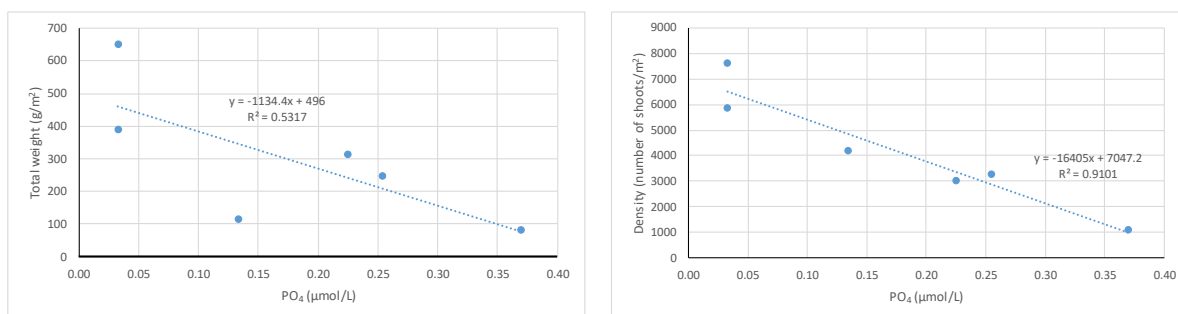 700
600
500
400
300
200
100
0
Total weight (g/m²)
y = -1134.4x + 496
R² = 0.5317
0.00 0.05 0.10 0.15 0.20 0.25 0.30 0.35 0.40
PO₄ (µmol/L)
9000
8000
7000
6000
5000
4000
3000
2000
1000
0
Density (number of shoots/m²)
y = -16405x + 7047.2
R² = 0.9101
0.00 0.05 0.10 0.15 0.20 0.25 0.30 0.35 0.40
PO₄ (µmol/L)